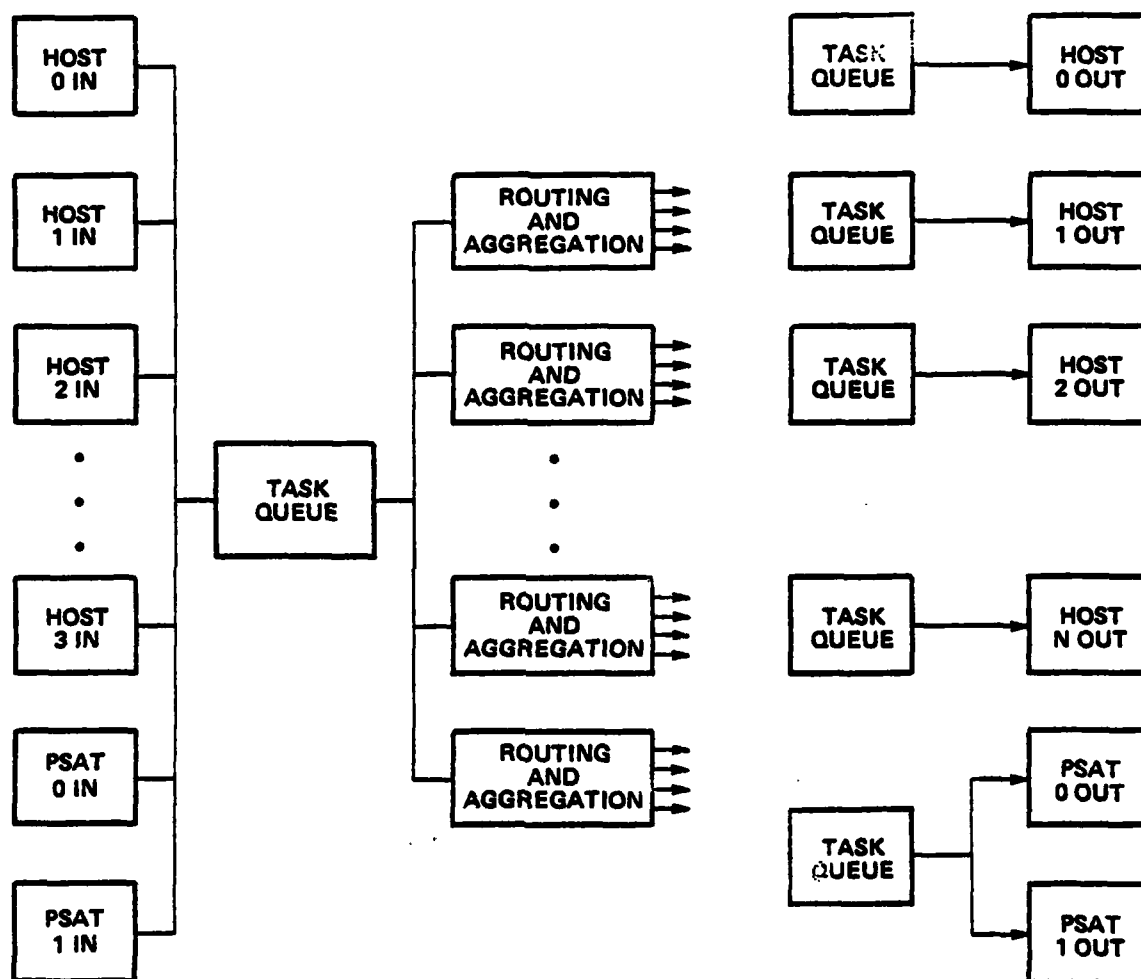 HOST
0 IN
HOST
1 IN
HOST
2 IN
HOST
3 IN
PSAT
0 IN
PSAT
1 IN
TASK
QUEUE
ROUTING
AND
AGGREGATION
ROUTING
AND
AGGREGATION
ROUTING
AND
AGGREGATION
ROUTING
AND
AGGREGATION
TASK
QUEUE
HOST
0 OUT
TASK
QUEUE
HOST
1 OUT
TASK
QUEUE
HOST
2 OUT
TASK
QUEUE
HOST
N OUT
TASK
QUEUE
PSAT
0 OUT
PSAT
1 OUT